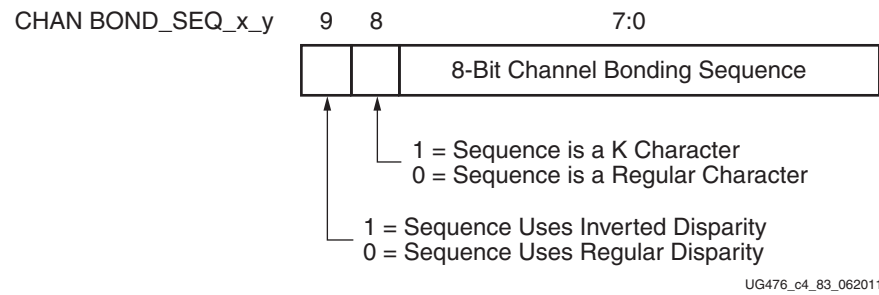 CHAN BOND_SEQ_x_y 9 8 7:0
8-Bit Channel Bonding Sequence
1 = Sequence is a K Character
0 = Sequence is a Regular Character
1 = Sequence Uses Inverted Disparity
0 = Sequence Uses Regular Disparity
UG476_c4_83_062011